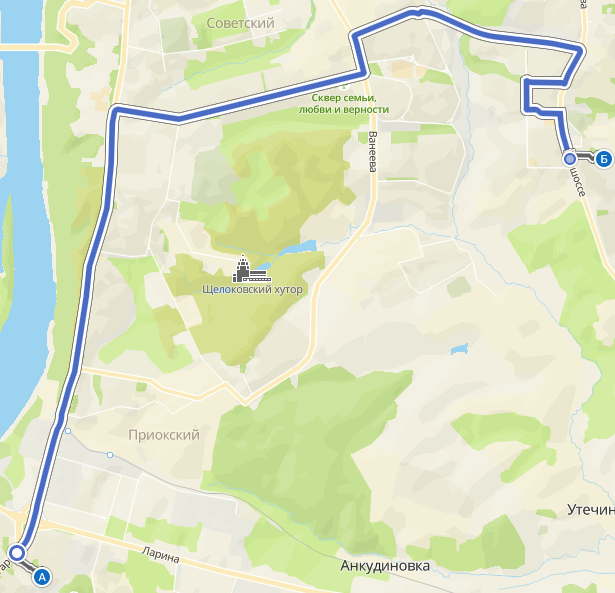 Советский
Сквер семьи,
любви и верности
Ванеева
шоссе
Б
Щелоковский хутор
Приокский
Утечин
Ларина
Анкудиновка
А